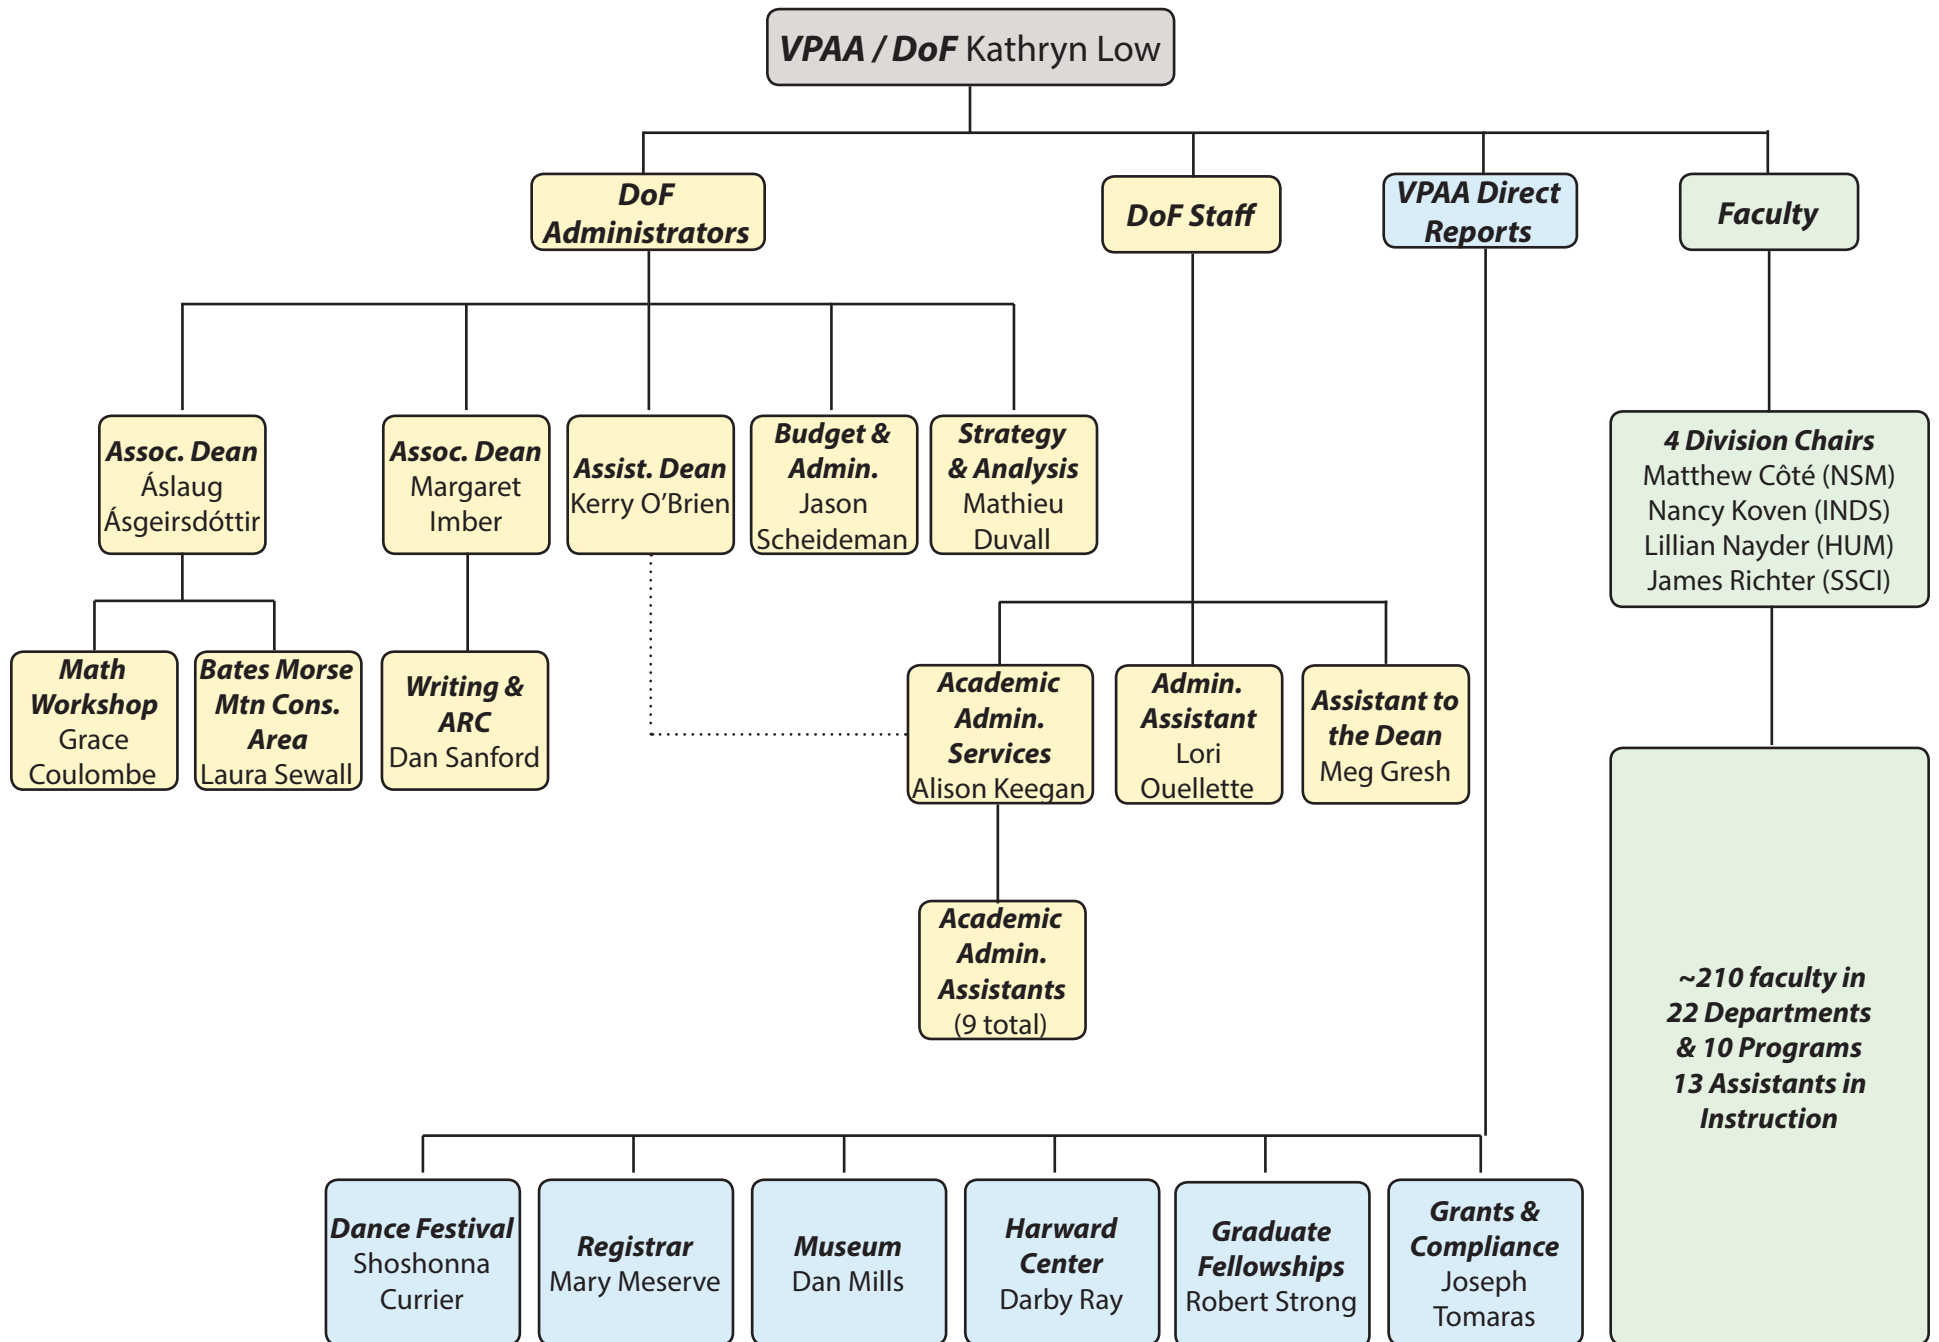 VPAA / DoF Kathryn Low
DoF
Administrators
DoF Staff
VPAA Direct
Reports
Faculty
Assoc. Dean
Áslaug
Ásgeirsdóttir
Assoc. Dean
Margaret
Imber
Assist. Dean
Kerry O’Brien
Budget &
Admin.
Jason
Scheideman
Strategy
& Analysis
Mathieu
Duvall
4 Division Chairs
Matthew Côté (NSM)
Nancy Koven (INDS)
Lillian Nayder (HUM)
James Richter (SSCI)
Math
Workshop
Grace
Coulombe
Bates Morse
Mtn Cons.
Area
Laura Sewall
Writing &
ARC
Dan Sanford
Academic
Admin.
Services
Alison Keegan
Admin.
Assistant
Lori
Ouellette
Assistant to
the Dean
Meg Gresh
Academic
Admin.
Assistants
(9 total)
~210 faculty in
22 Departments
& 10 Programs
13 Assistants in
Instruction
Dance Festival
Shoshonna
Currier
Registrar
Mary Meserve
Museum
Dan Mills
Harward
Center
Darby Ray
Graduate
Fellowships
Robert Strong
Grants &
Compliance
Joseph
Tomaras